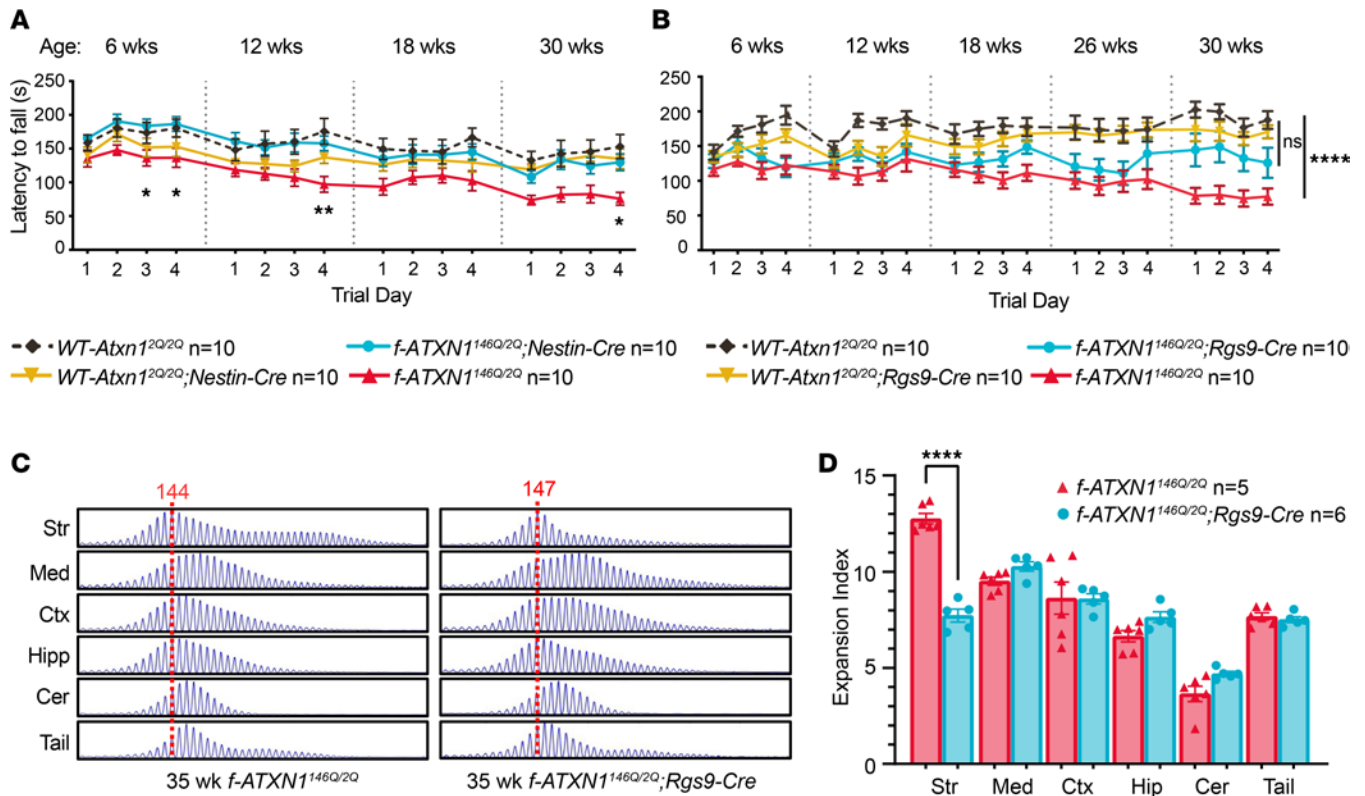 A
Age: 6 wks 12 wks 18 wks 30 wks
Latency to fall (s)
250
200
150
100
50
0
* * ** *
1 2 3 4 1 2 3 4 1 2 3 4 1 2 3 4
Trial Day
WT-Atxn1^2Q/2Q n=10
f-ATXN1^146Q/2Q;Nestin-Cre n=10
WT-Atxn1^2Q/2Q;Nestin-Cre n=10
f-ATXN1^146Q/2Q n=10
B
6 wks 12 wks 18 wks 26 wks 30 wks
250
200
150
100
50
0
ns
****
1 2 3 4 1 2 3 4 1 2 3 4 1 2 3 4 1 2 3 4
Trial Day
WT-Atxn1^2Q/2Q n=10
f-ATXN1^146Q/2Q;Rgs9-Cre n=10
WT-Atxn1^2Q/2Q;Rgs9-Cre n=10
f-ATXN1^146Q/2Q n=10
C
144 147
Str
Med
Ctx
Hipp
Cer
Tail
35 wk f-ATXN1^146Q/2Q
35 wk f-ATXN1^146Q/2Q;Rgs9-Cre
D
****
f-ATXN1^146Q/2Q n=5
f-ATXN1^146Q/2Q;Rgs9-Cre n=6
Expansion Index
15
10
5
0
Str Med Ctx Hip Cer Tail